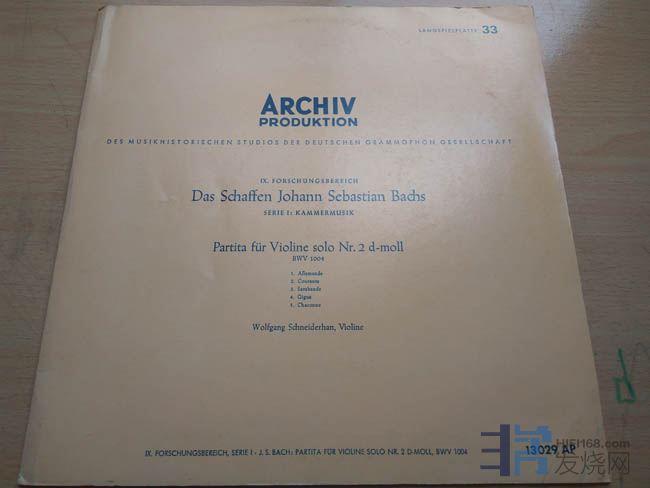 LANGSPIELPLATTE 33
ARCHIV
PRODUKTION
DES MUSIKHISTORISCHEN STUDIOS DER DEUTSCHEN GRAMMOPHON GESELLSCHAFT
IX. FORSCHUNGSBEREICH
Das Schaffen Johann Sebastian Bachs
SERIE I: KAMMERMUSIK
Partita für Violine solo Nr. 2 d-moll
BWV 1004
1. Allemande
2. Courante
3. Sarabande
4. Gigue
5. Chaconne
Wolfgang Schneiderhan, Violine
IX. FORSCHUNGSBEREICH, SERIE I · J. S. BACH: PARTITA FÜR VIOLINE SOLO NR. 2 D-MOLL, BWV 1004
13029 AP
HIFI168.com
发烧网